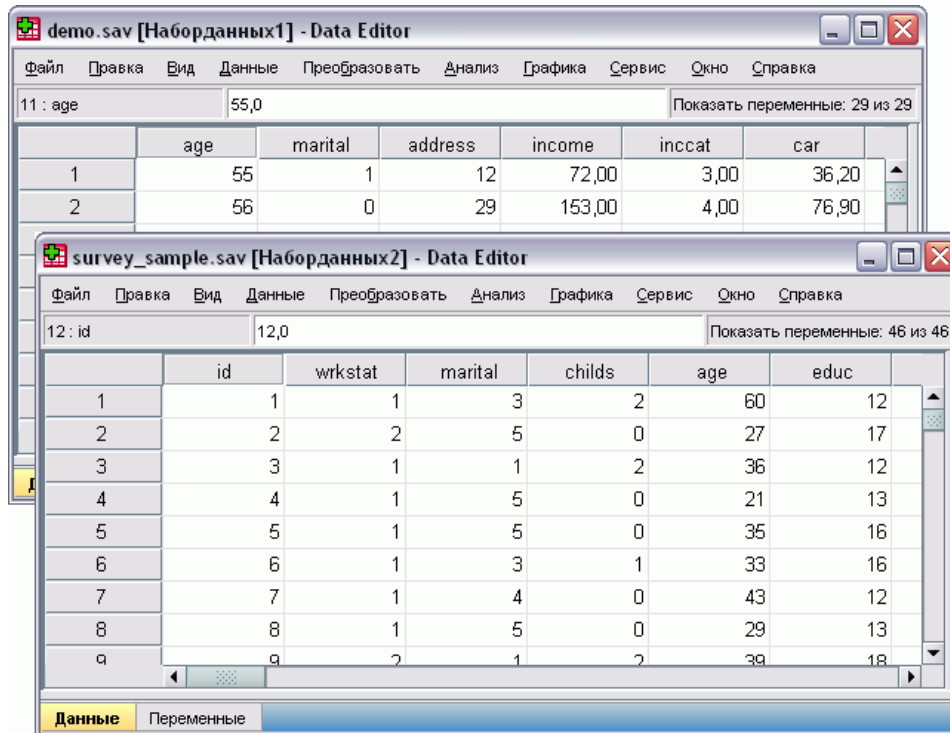 demo.sav [Наборданных1] - Data Editor
Файл Правка Вид Данные Преобразовать Анализ Графика Сервис Окно Справка
11 : age 55,0 Показать переменные: 29 из 29
age marital address income inccat car
1 55 1 12 72,00 3,00 36,20
2 56 0 29 153,00 4,00 76,90
survey_sample.sav [Наборданных2] - Data Editor
Файл Правка Вид Данные Преобразовать Анализ Графика Сервис Окно Справка
12 : id 12,0 Показать переменные: 46 из 46
id wrkstat marital childs age educ
1 1 1 3 2 60 12
2 2 2 5 0 27 17
3 3 1 1 2 36 12
4 4 1 5 0 21 13
5 5 1 5 0 35 16
6 6 1 3 1 33 16
7 7 1 4 0 43 12
8 8 1 5 0 29 13
9 9 2 1 2 39 18
Данные Переменные